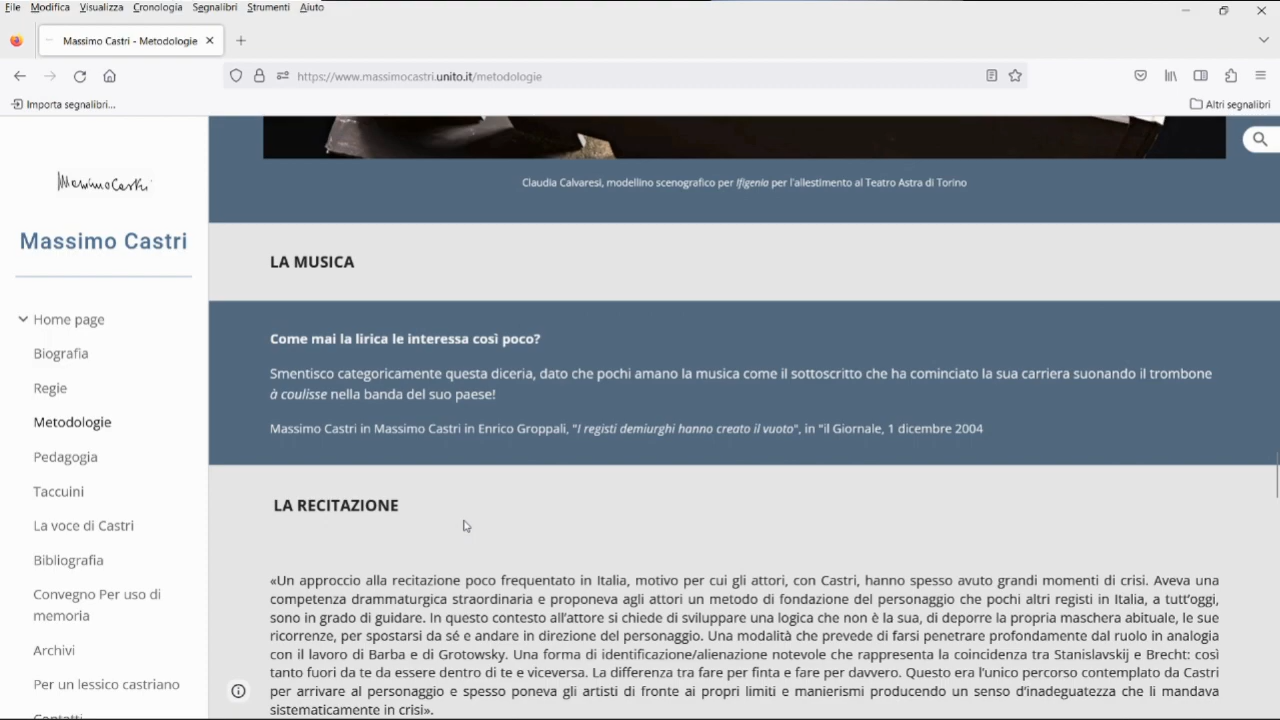 File Modifica Visualizza Cronologia Segnalibri Strumenti Aiuto
Massimo Castri - Metodologie
https://www.massimocastri.unito.it/metodologie
Importa segnalibri...
Altri segnalibri
Massimo Castri
Massimo Castri
Home page
Biografia
Regie
Metodologie
Pedagogia
Taccuini
La voce di Castri
Bibliografia
Convegno Per uso di
memoria
Archivi
Per un lessico castriano
Contatti
Claudia Calvaresi, modellino scenografico per Ifigenia per l'allestimento al Teatro Astra di Torino
LA MUSICA
Come mai la lirica le interessa così poco?
Smentisco categoricamente questa diceria, dato che pochi amano la musica come il sottoscritto che ha cominciato la sua carriera suonando il trombone
à coulisse nella banda del suo paese!
Massimo Castri in Massimo Castri in Enrico Groppali, "I registi demiurghi hanno creato il vuoto", in "il Giornale, 1 dicembre 2004
LA RECITAZIONE
«Un approccio alla recitazione poco frequentato in Italia, motivo per cui gli attori, con Castri, hanno spesso avuto grandi momenti di crisi. Aveva una
competenza drammaturgica straordinaria e proponeva agli attori un metodo di fondazione del personaggio che pochi altri registi in Italia, a tutt'oggi,
sono in grado di guidare. In questo contesto all'attore si chiede di sviluppare una logica che non è la sua, di deporre la propria maschera abituale, le sue
ricorrenze, per spostarsi da sé e andare in direzione del personaggio. Una modalità che prevede di farsi penetrare profondamente dal ruolo in analogia
con il lavoro di Barba e di Grotowsky. Una forma di identificazione/alienazione notevole che rappresenta la coincidenza tra Stanislavskij e Brecht: così
tanto fuori da te da essere dentro di te e viceversa. La differenza tra fare per finta e fare per davvero. Questo era l'unico percorso contemplato da Castri
per arrivare al personaggio e spesso poneva gli artisti di fronte ai propri limiti e manierismi producendo un senso d'inadeguatezza che li mandava
sistematicamente in crisi».